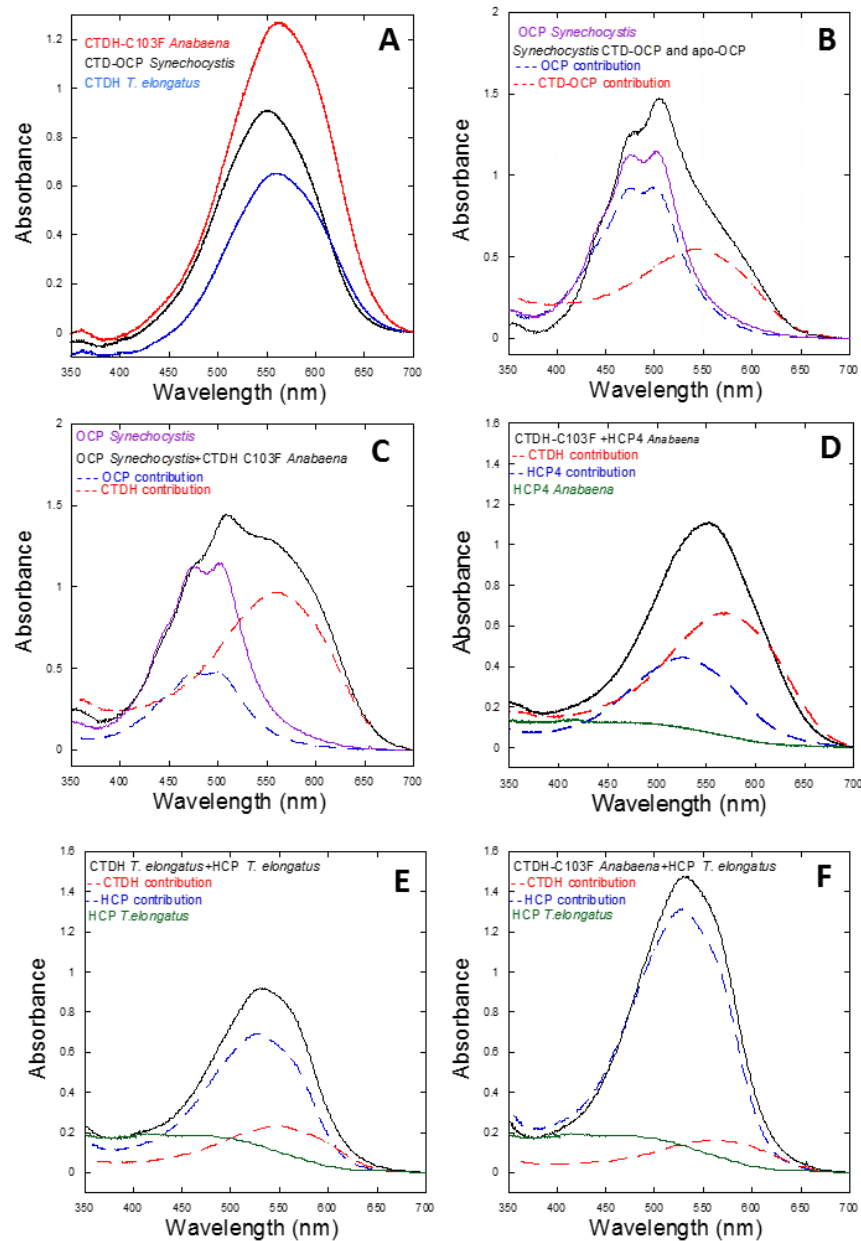 A
CTDH-C103F Anabaena
CTD-OCP Synechocystis
CTDH T. elongatus
Absorbance
1.2
1
0.8
0.6
0.4
0.2
0
350 400 450 500 550 600 650 700
Wavelength (nm)
B
OCP Synechocystis
Synechocystis CTD-OCP and apo-OCP
OCP contribution
CTD-OCP contribution
Absorbance
2
1.5
1
0.5
0
350 400 450 500 550 600 650 700
Wavelength (nm)
C
OCP Synechocystis
OCP Synechocystis+CTDH C103F Anabaena
OCP contribution
CTDH contribution
Absorbance
2
1.5
1
0.5
0
350 400 450 500 550 600 650 700
Wavelength (nm)
D
CTDH-C103F +HCP4 Anabaena
CTDH contribution
HCP4 contribution
HCP4 Anabaena
Absorbance
1.6
1.4
1.2
1.0
0.8
0.6
0.4
0.2
0
350 400 450 500 550 600 650 700
Wavelength (nm)
E
CTDH T. elongatus+HCP T. elongatus
CTDH contribution
HCP contribution
HCP T.elongatus
Absorbance
1.6
1.4
1.2
1
0.8
0.6
0.4
0.2
0
350 400 450 500 550 600 650 700
Wavelength (nm)
F
CTDH-C103F Anabaena+HCP T. elongatus
CTDH contribution
HCP contribution
HCP T.elongatus
Absorbance
1.6
1.4
1.2
1
0.8
0.6
0.4
0.2
0
350 400 450 500 550 600 650 700
Wavelength (nm)